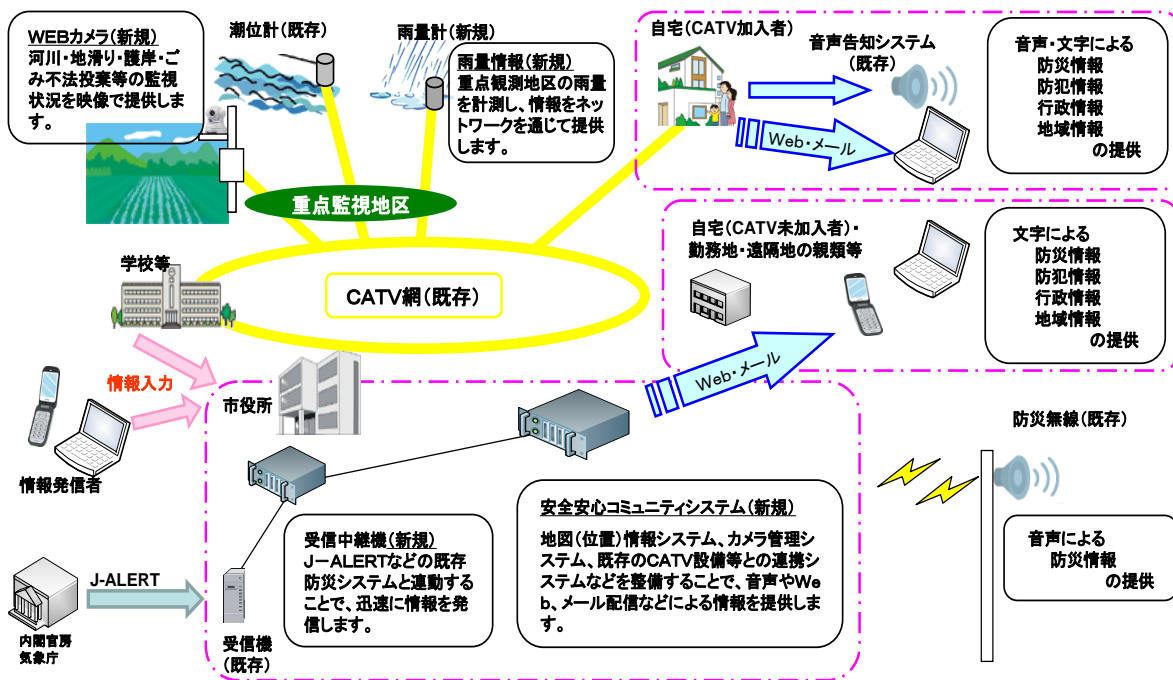 WEBカメラ(新規)
河川・地滑り・護岸・ご
み不法投棄等の監視
状況を映像で提供しま
す。
潮位計(既存)
雨量計(新規)
雨量情報(新規)
重点観測地区の雨量
を計測し、情報をネッ
トワークを通じて提供
します。
重点監視地区
自宅(CATV加入者)
音声告知システム
(既存)
Web・メール
音声・文字による
防災情報
防犯情報
行政情報
地域情報
の提供
自宅(CATV未加入者)・
勤務地・遠隔地の親類等
文字による
防災情報
防犯情報
行政情報
地域情報
の提供
学校等
CATV網(既存)
Web・メール
情報入力
市役所
情報発信者
防災無線(既存)
音声による
防災情報
の提供
安全安心コミュニティシステム(新規)
地図(位置)情報システム、カメラ管理
システム、既存のCATV設備等との連携シ
ステムなどを整備することで、音声やWe
b、メール配信などによる情報を提供しま
す。
受信中継機(新規)
J-ALERTなどの既存
防災システムと連動する
ことで、迅速に情報を発
信します。
J-ALERT
内閣官房
気象庁
受信機
(既存)